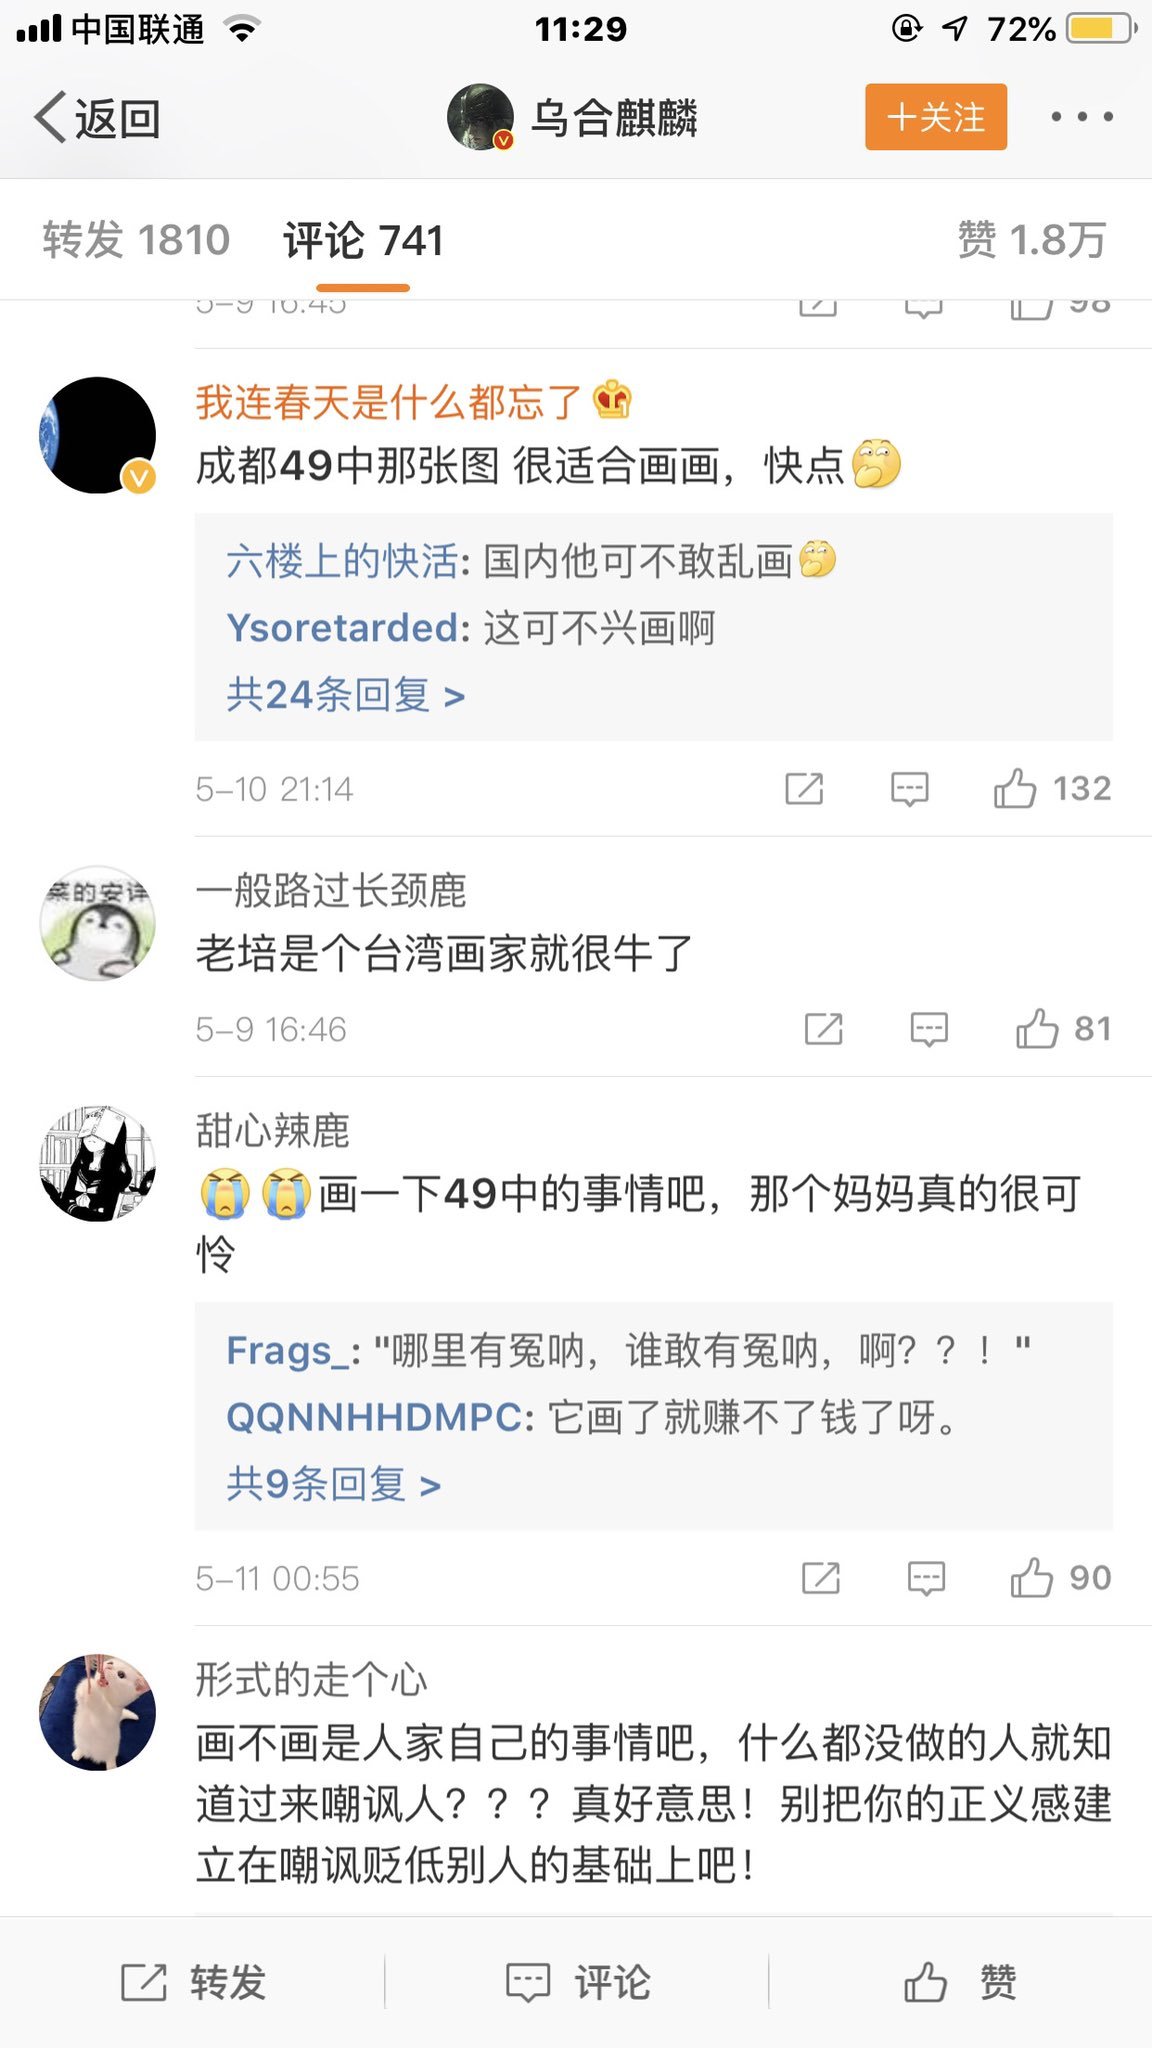 中国联通 11:29 72%
返回 乌合麒麟 +关注
转发 1810 评论 741 赞 1.8万
5-9 16:45 98
我连春天是什么都忘了
成都49中那张图 很适合画画，快点
六楼上的快活: 国内他可不敢乱画
Ysoretarded: 这可不兴画啊
共24条回复 >
5-10 21:14 132
菜的安详
一般路过长颈鹿
老培是个台湾画家就很牛了
5-9 16:46 81
甜心辣鹿
画一下49中的事情吧，那个妈妈真的很可
怜
Frags_: "哪里有冤呐，谁敢有冤呐，啊？？！"
QQNNHHDMPC: 它画了就赚不了钱了呀。
共9条回复 >
5-11 00:55 90
形式的走个心
画不画是人家自己的事情吧，什么都没做的人就知
道过来嘲讽人？？？真好意思！别把你的正义感建
立在嘲讽贬低别人的基础上吧！
转发 评论 赞